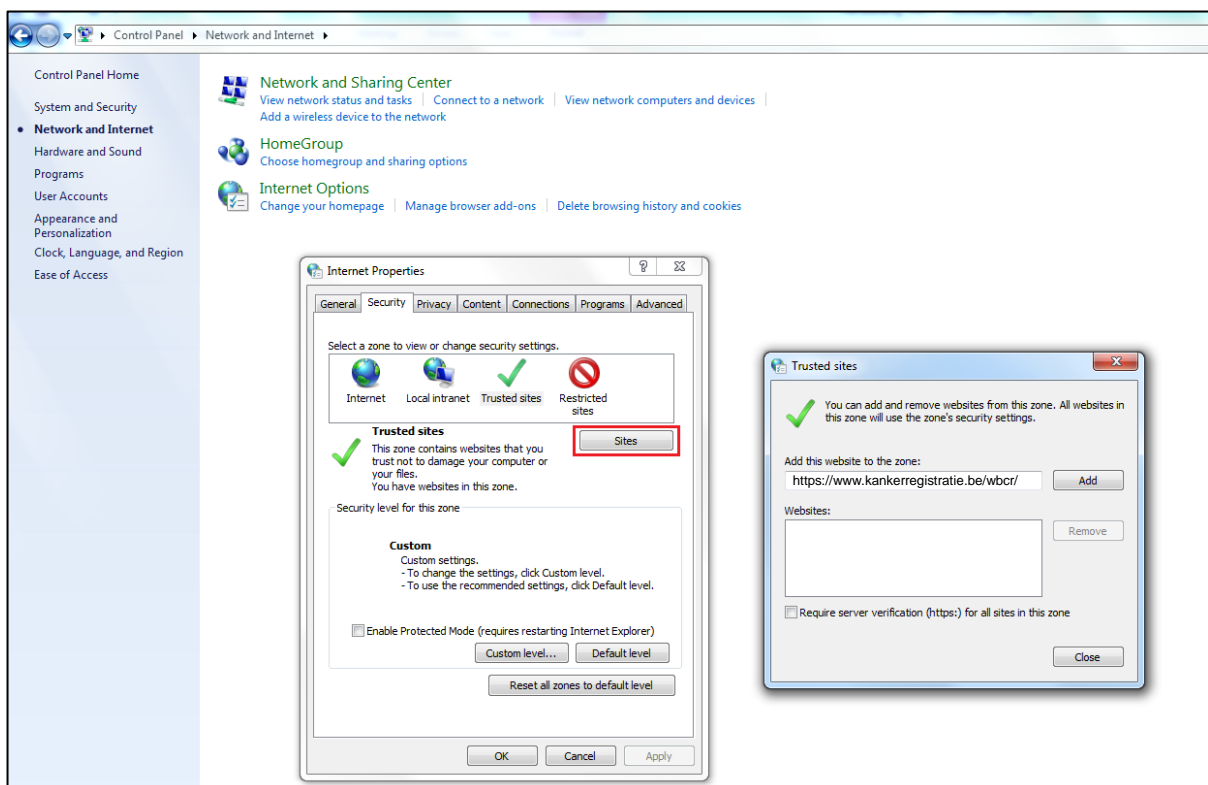 Control Panel Network and Internet
Control Panel Home
System and Security
Network and Internet
Hardware and Sound
Programs
User Accounts
Appearance and
Personalization
Clock, Language, and Region
Ease of Access
Network and Sharing Center
View network status and tasks Connect to a network View network computers and devices
Add a wireless device to the network
HomeGroup
Choose homegroup and sharing options
Internet Options
Change your homepage Manage browser add-ons Delete browsing history and cookies
Internet Properties
General Security Privacy Content Connections Programs Advanced
Select a zone to view or change security settings.
Internet Local intranet Trusted sites Restricted
sites
Trusted sites
Sites
This zone contains websites that you
trust not to damage your computer or
your files.
You have websites in this zone.
Security level for this zone
Custom
Custom settings.
- To change the settings, click Custom level.
- To use the recommended settings, click Default level.
Enable Protected Mode (requires restarting Internet Explorer)
Custom level... Default level
Reset all zones to default level
OK Cancel Apply
Trusted sites
You can add and remove websites from this zone. All websites in
this zone will use the zone's security settings.
Add this website to the zone:
https://www.kankerregistratie.be/wbcr/ Add
Websites:
Remove
Require server verification (https:) for all sites in this zone
Close